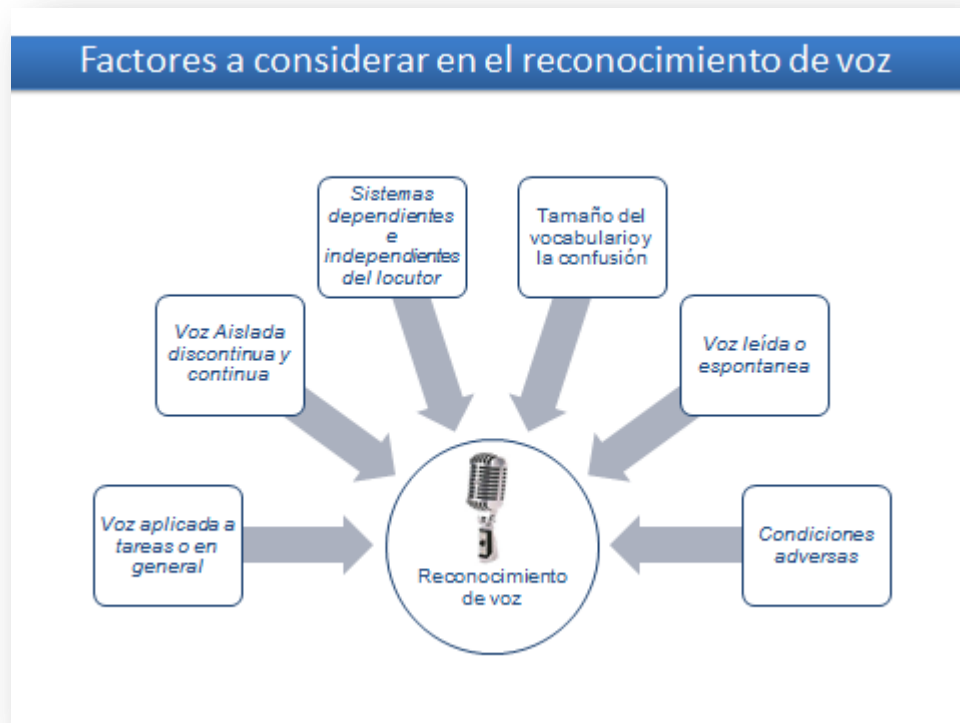 Factores a considerar en el reconocimiento de voz
Sistemas
dependientes
e
independientes
del locutor
Tamaño del
vocabulario y
la confusión
Voz Aislada
discontinua y
continua
Voz leída o
espontanea
Voz aplicada a
tareas o en
general
Condiciones
adversas
Reconocimiento
de voz